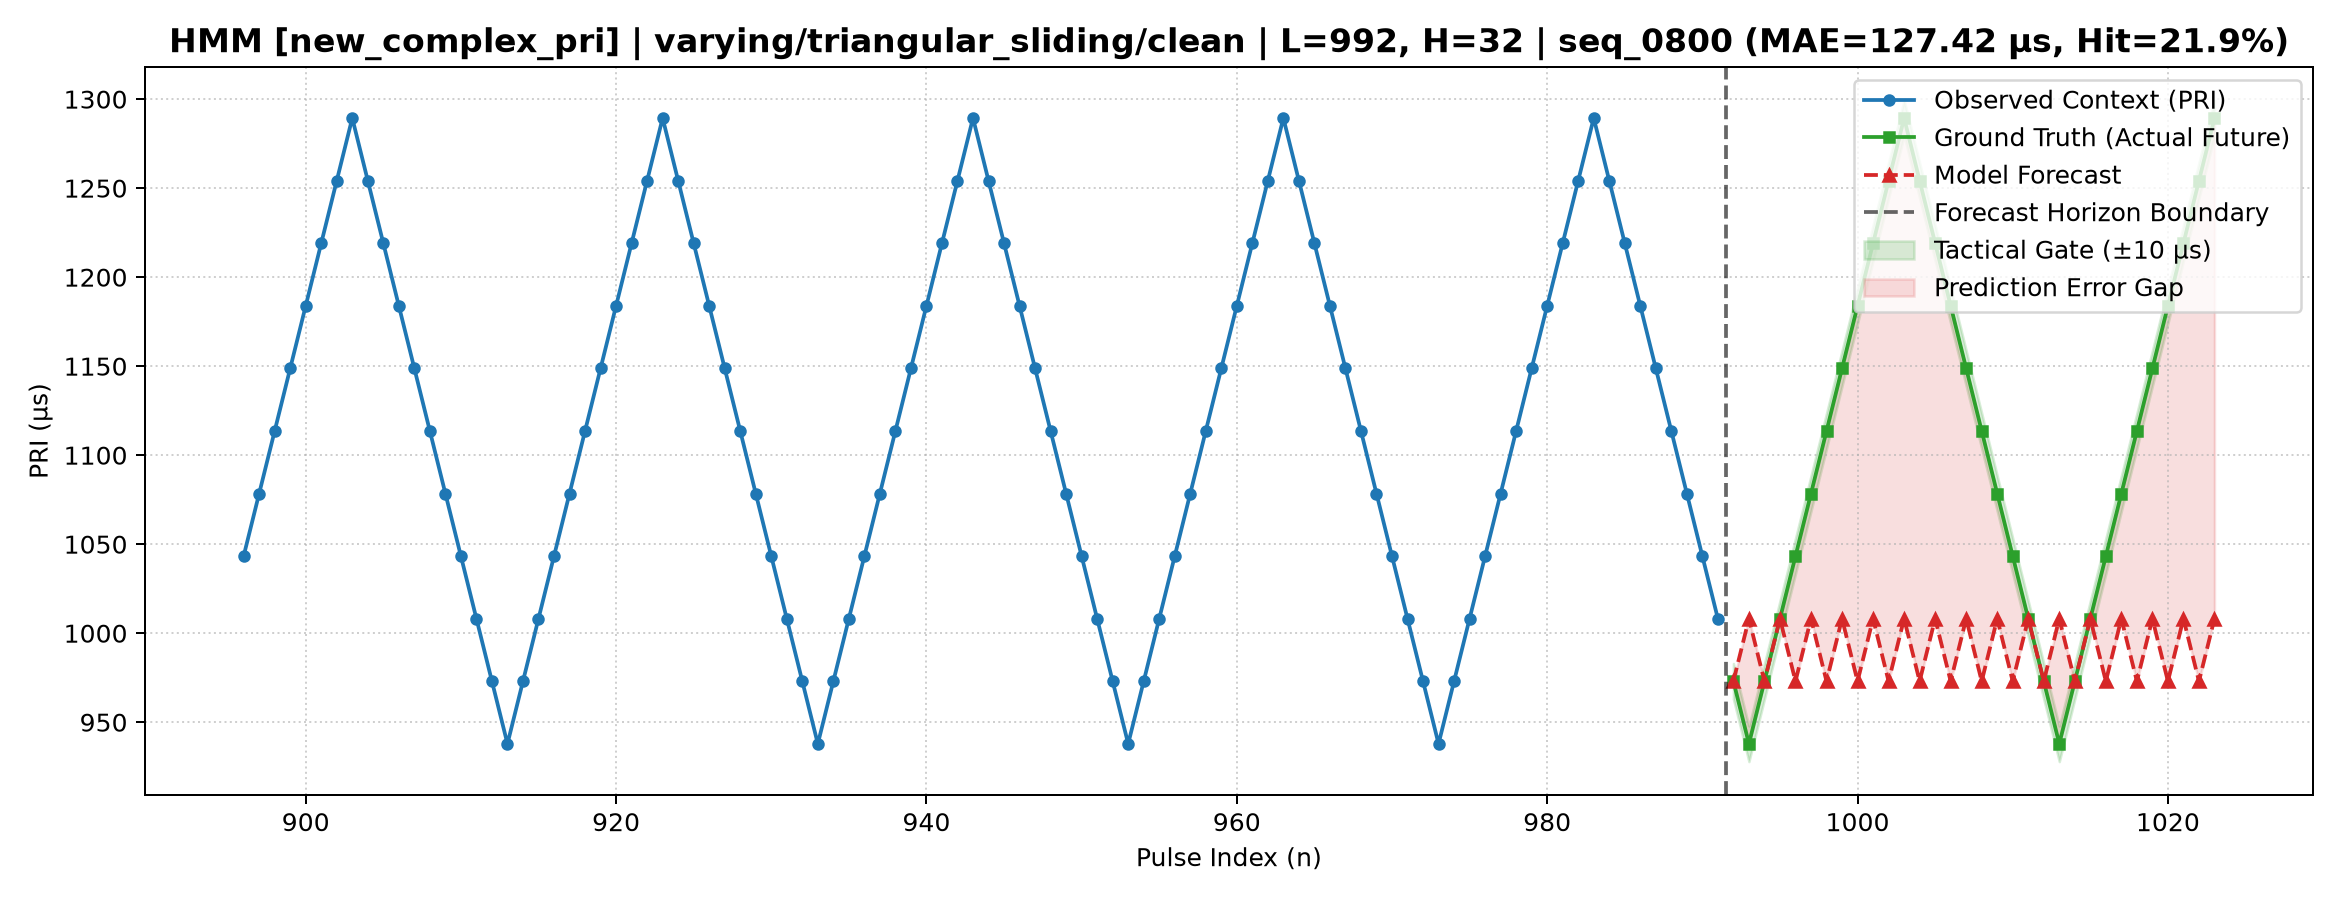 HMM [new_complex_pri] | varying/triangular_sliding/clean | L=992, H=32 | seq_0800 (MAE=127.42 µs, Hit=21.9%)
1300
1250
1200
1150
1100
1050
1000
950
PRI (µs)
Observed Context (PRI)
Ground Truth (Actual Future)
Model Forecast
Forecast Horizon Boundary
Tactical Gate (±10 µs)
Prediction Error Gap
900
920
940
960
980
1000
1020
Pulse Index (n)